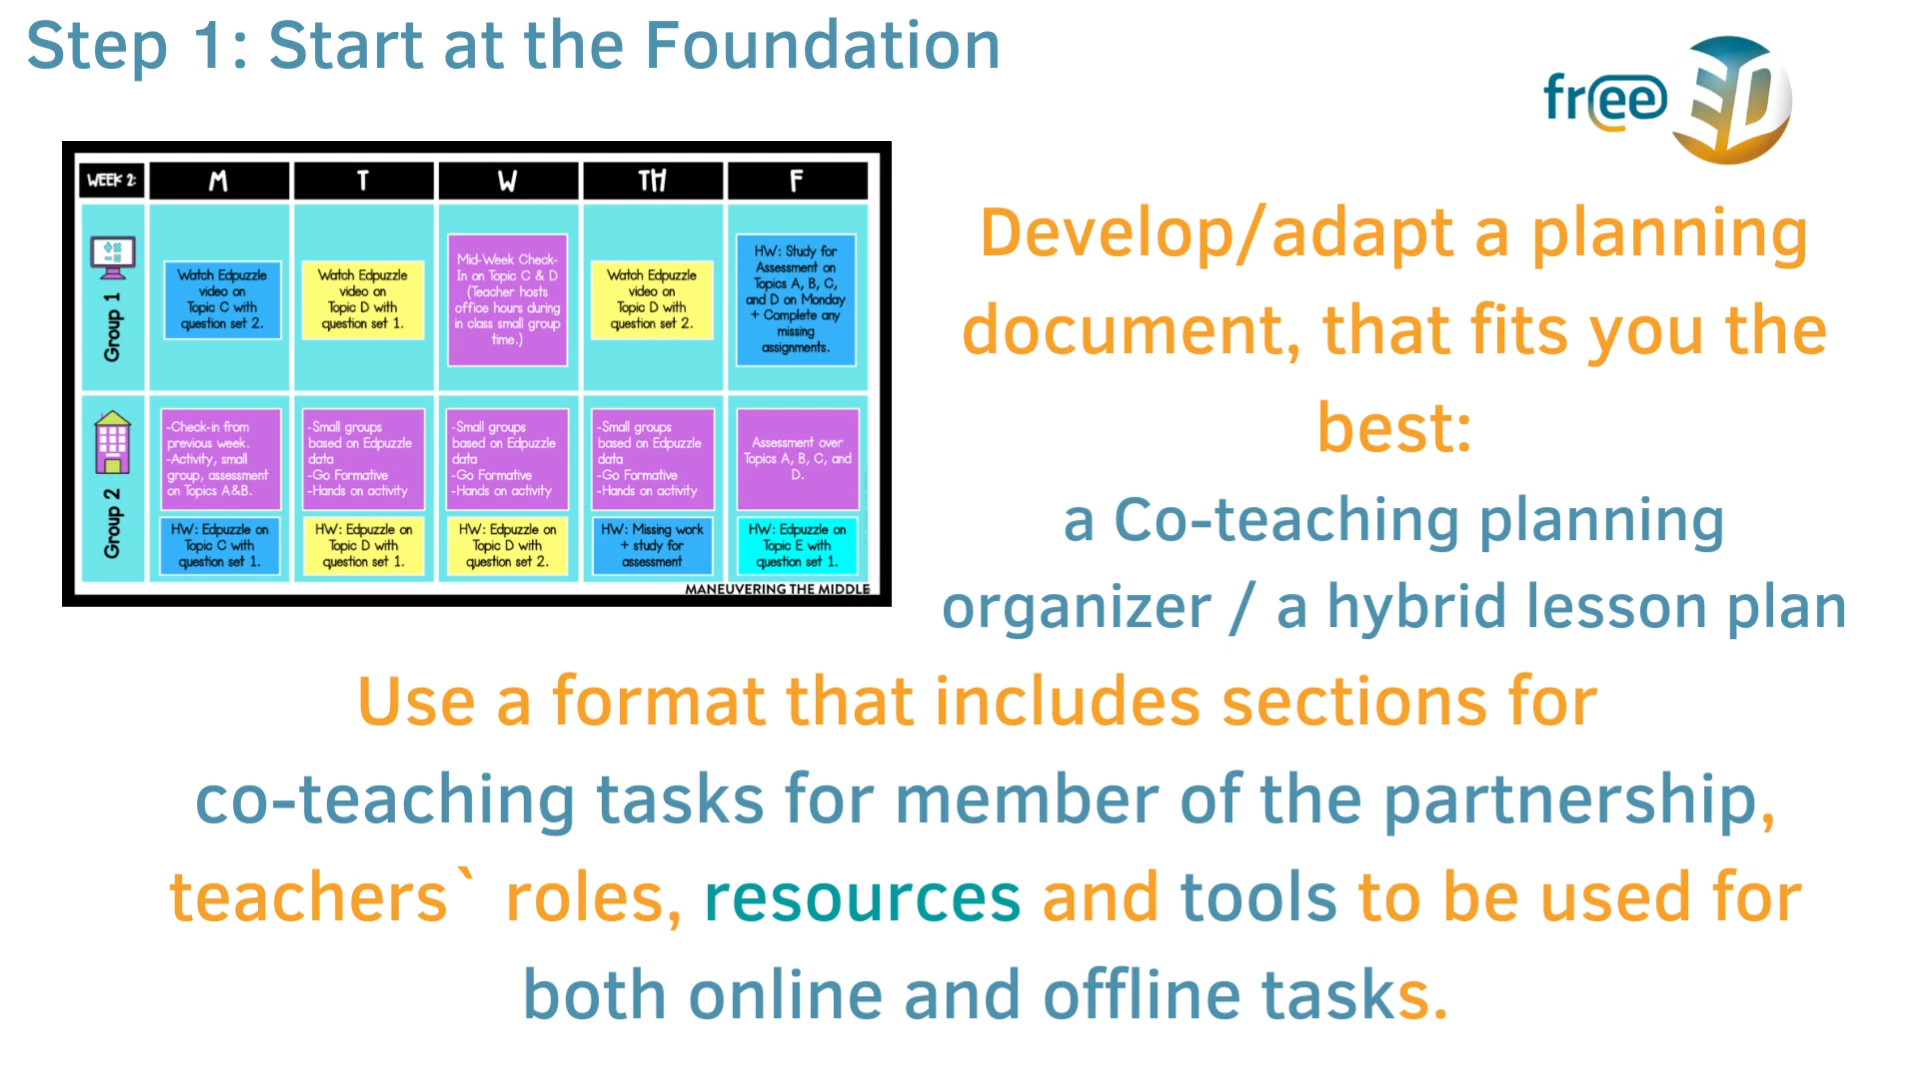 Step 1: Start at the Foundation
free 3D
WEEK 2:
M
T
W
TH
F
Group 1
Watch Edpuzzle
video on
Topic C with
question set 2.
Watch Edpuzzle
video on
Topic D with
question set 1.
Mid-Week Check-
In on Topic C & D
(Teacher hosts
office hours during
in class small group
time.)
Watch Edpuzzle
video on
Topic D with
question set 2.
HW: Study for
Assessment on
Topics A, B, C,
and D on Monday
+ Complete any
missing
assignments.
Group 2
-Check-in from
previous week.
-Activity, small
group, assessment
on Topics A&B.
-Small groups
based on Edpuzzle
data
-Go Formative
-Hands on activity
-Small groups
based on Edpuzzle
data
-Go Formative
-Hands on activity
-Small groups
based on Edpuzzle
data
-Go Formative
-Hands on activity
Assessment over
Topics A, B, C, and
D.
HW: Edpuzzle on
Topic C with
question set 1.
HW: Edpuzzle on
Topic D with
question set 1.
HW: Edpuzzle on
Topic D with
question set 2.
HW: Missing work
+ study for
assessment
HW: Edpuzzle on
Topic E with
question set 1.
MANEUVERING THE MIDDLE
Develop/adapt a planning
document, that fits you the
best:
a Co-teaching planning
organizer / a hybrid lesson plan
Use a format that includes sections for
co-teaching tasks for member of the partnership,
teachers` roles, resources and tools to be used for
both online and offline tasks.